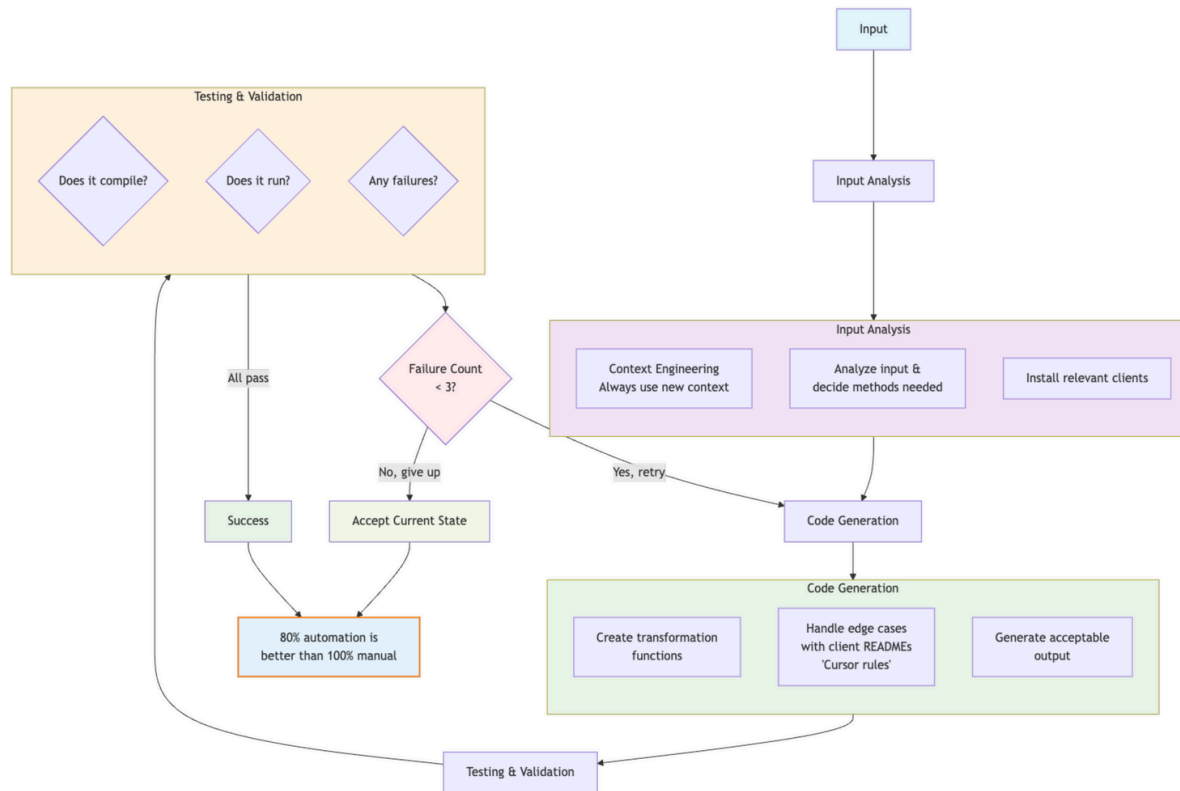 Input
Testing & Validation
Does it compile?
Does it run?
Any failures?
Input Analysis
Input Analysis
Context Engineering
Always use new context
Analyze input &
decide methods needed
Install relevant clients
Failure Count
< 3?
All pass
No, give up
Yes, retry
Success
Accept Current State
Code Generation
Code Generation
Create transformation
functions
Handle edge cases
with client READMEs
'Cursor rules'
Generate acceptable
output
80% automation is
better than 100% manual
Testing & Validation